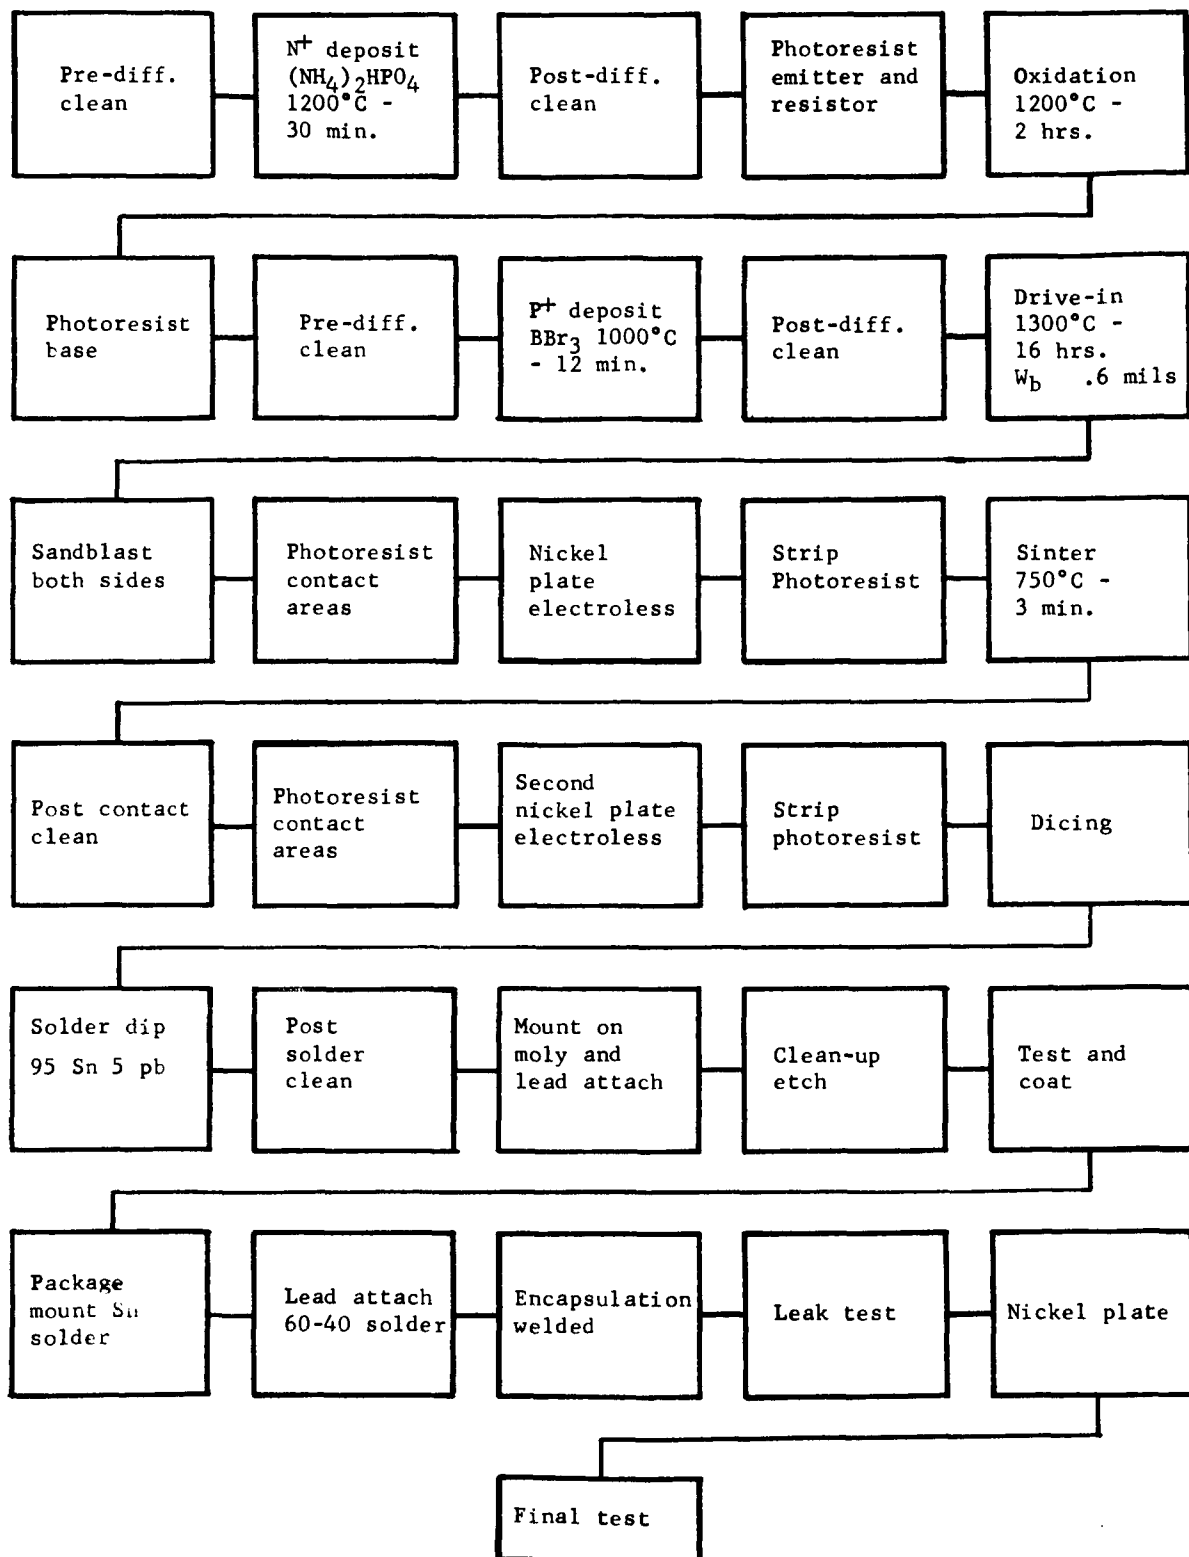 Pre-diff.
clean
N+ deposit
(NH4)2HPO4
1200°C -
30 min.
Post-diff.
clean
Photoresist
emitter and
resistor
Oxidation
1200°C -
2 hrs.
Photoresist
base
Pre-diff.
clean
P+ deposit
BBr3 1000°C
- 12 min.
Post-diff.
clean
Drive-in
1300°C -
16 hrs.
Wb .6 mils
Sandblast
both sides
Photoresist
contact
areas
Nickel
plate
electroless
Strip
Photoresist
Sinter
750°C -
3 min.
Post contact
clean
Photoresist
contact
areas
Second
nickel plate
electroless
Strip
photoresist
Dicing
Solder dip
95 Sn 5 pb
Post
solder
clean
Mount on
moly and
lead attach
Clean-up
etch
Test and
coat
Package
mount Sn
solder
Lead attach
60-40 solder
Encapsulation
welded
Leak test
Nickel plate
Final test